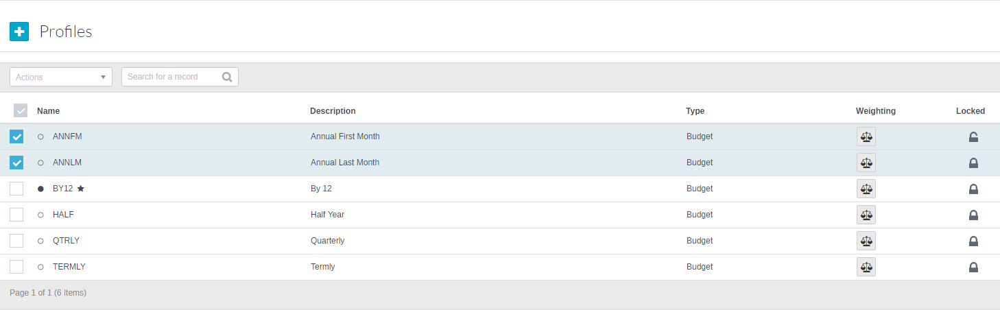 Profiles
Actions Search for a record
Name Description Type Weighting Locked
ANNFM Annual First Month Budget
ANNLM Annual Last Month Budget
BY12 By 12 Budget
HALF Half Year Budget
QTRLY Quarterly Budget
TERMLY Termly Budget
Page 1 of 1 (6 Items)